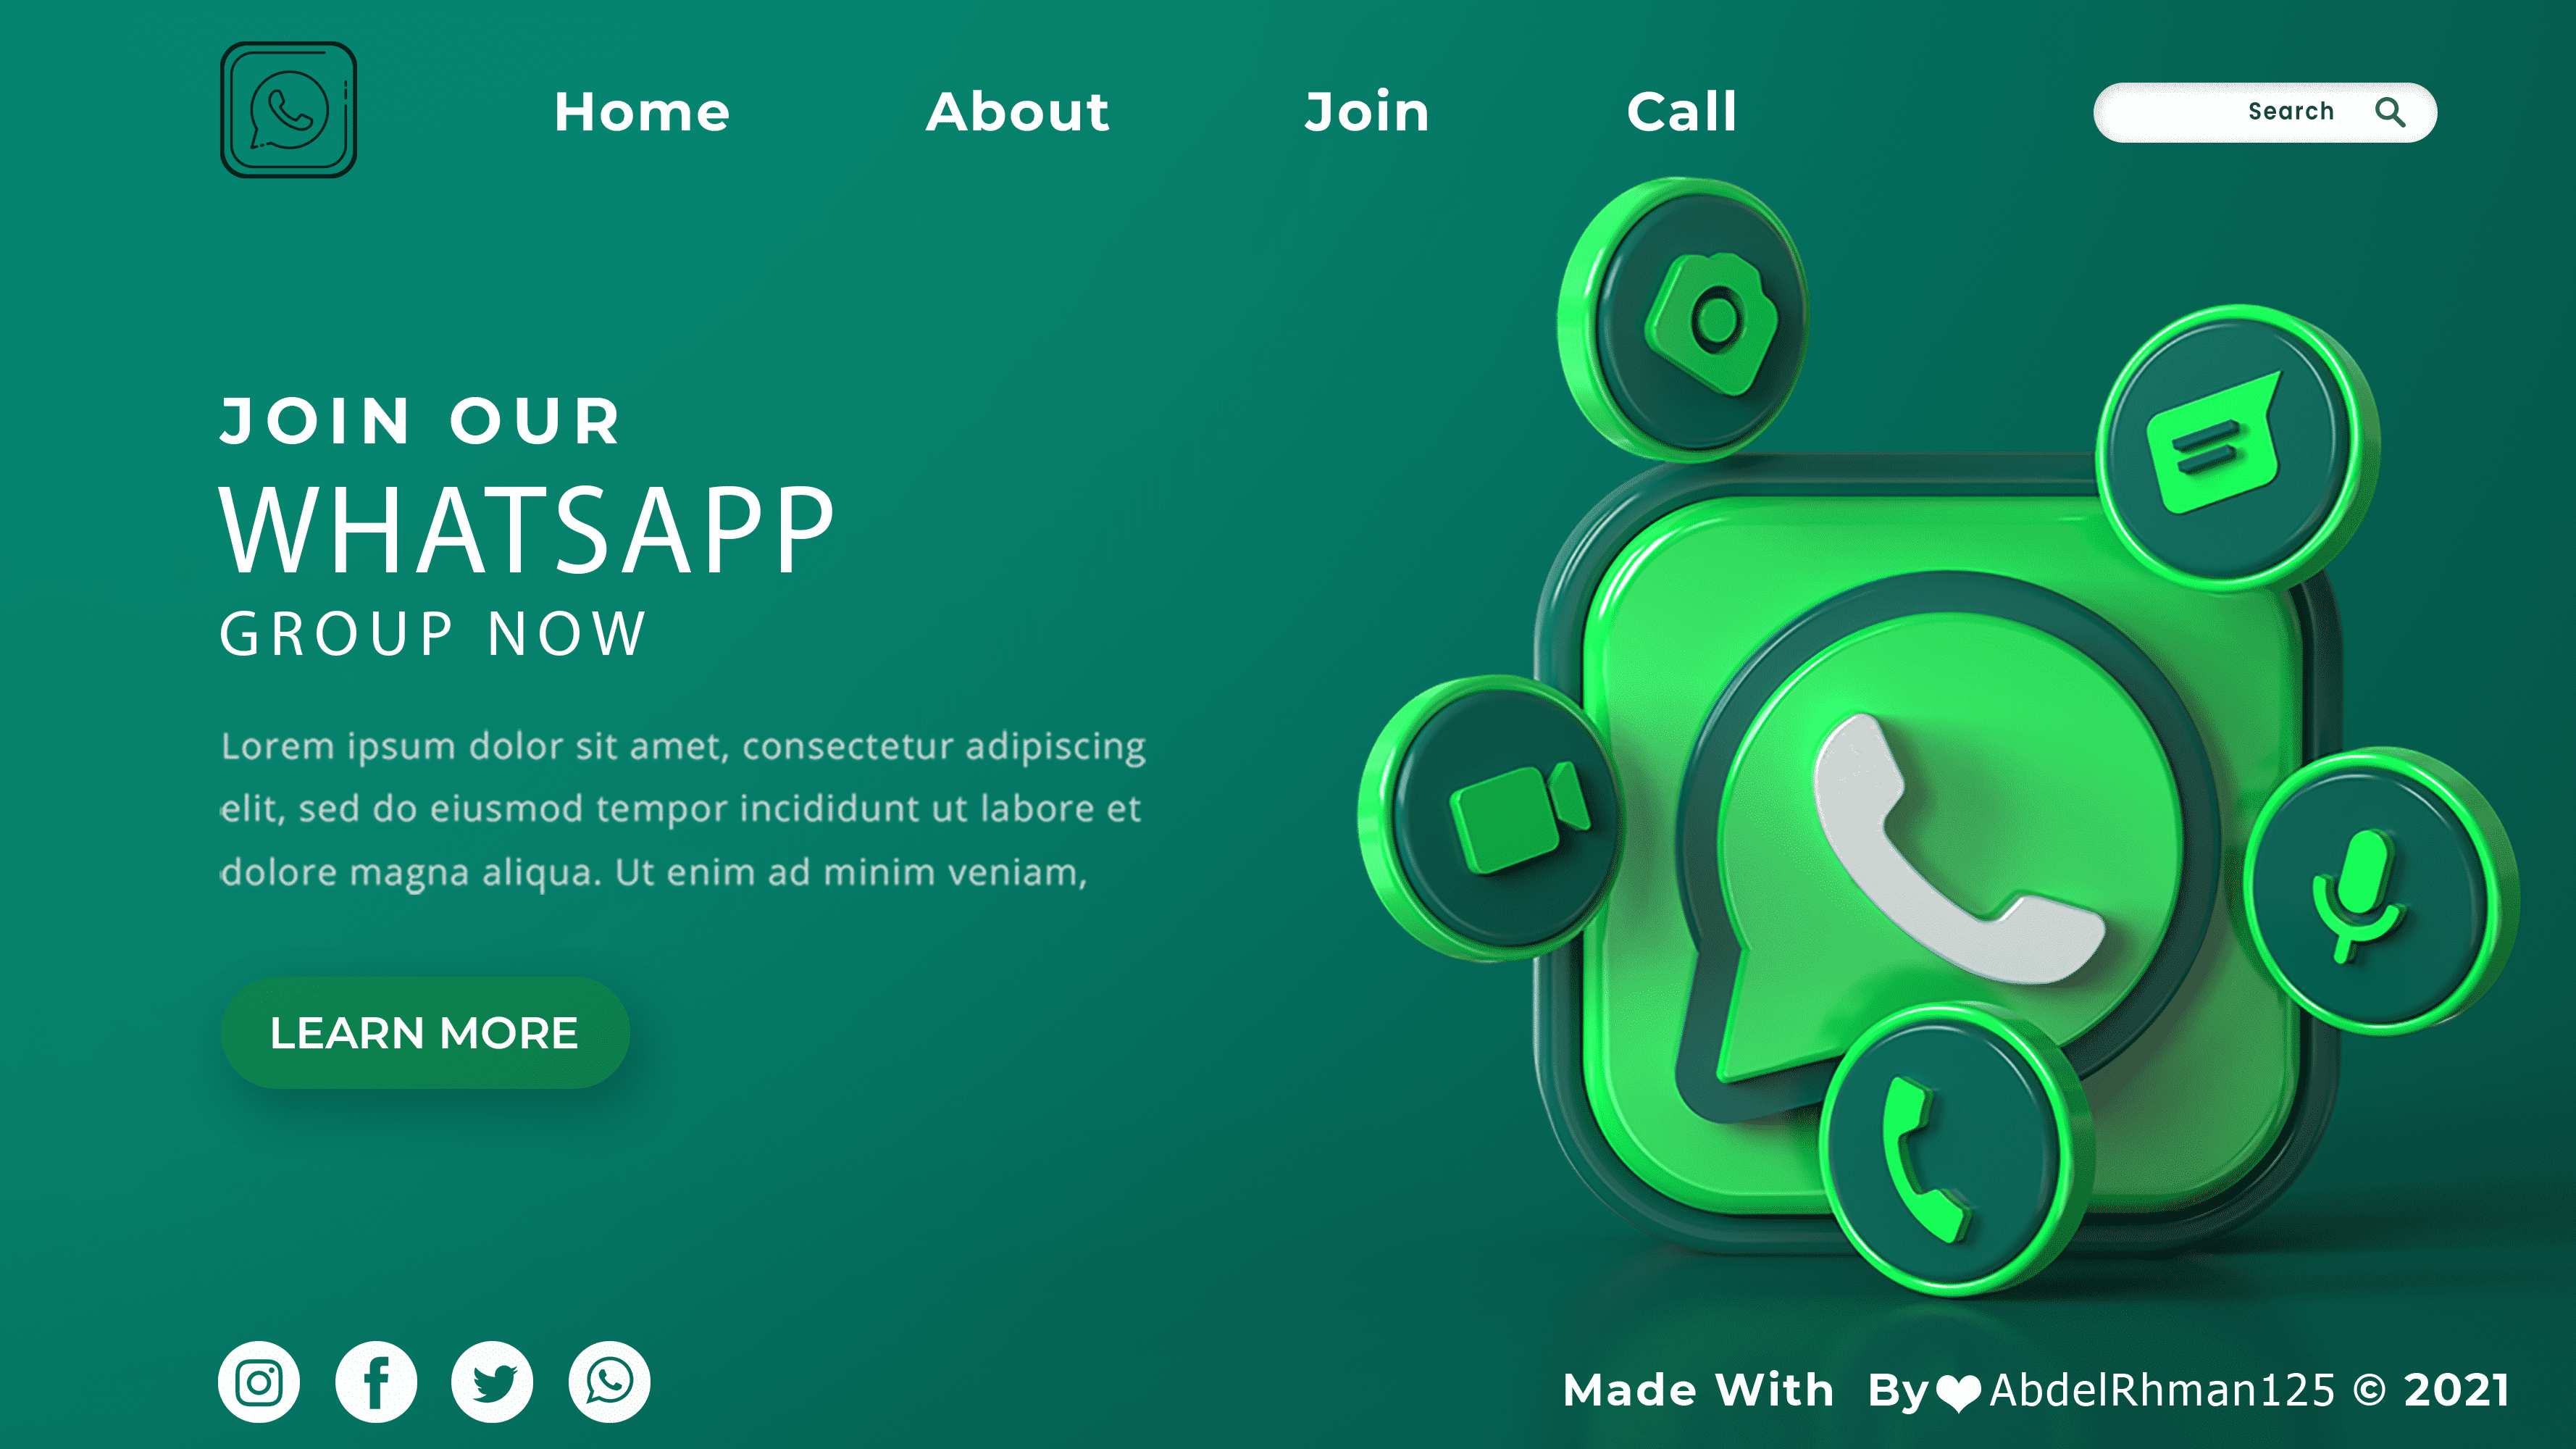 Home About Join Call Search
JOIN OUR
WHATSAPP
GROUP NOW
Lorem ipsum dolor sit amet, consectetur adipiscing
elit, sed do eiusmod tempor incididunt ut labore et
dolore magna aliqua. Ut enim ad minim veniam,
LEARN MORE
Made With By❤AbdelRhman125 © 2021